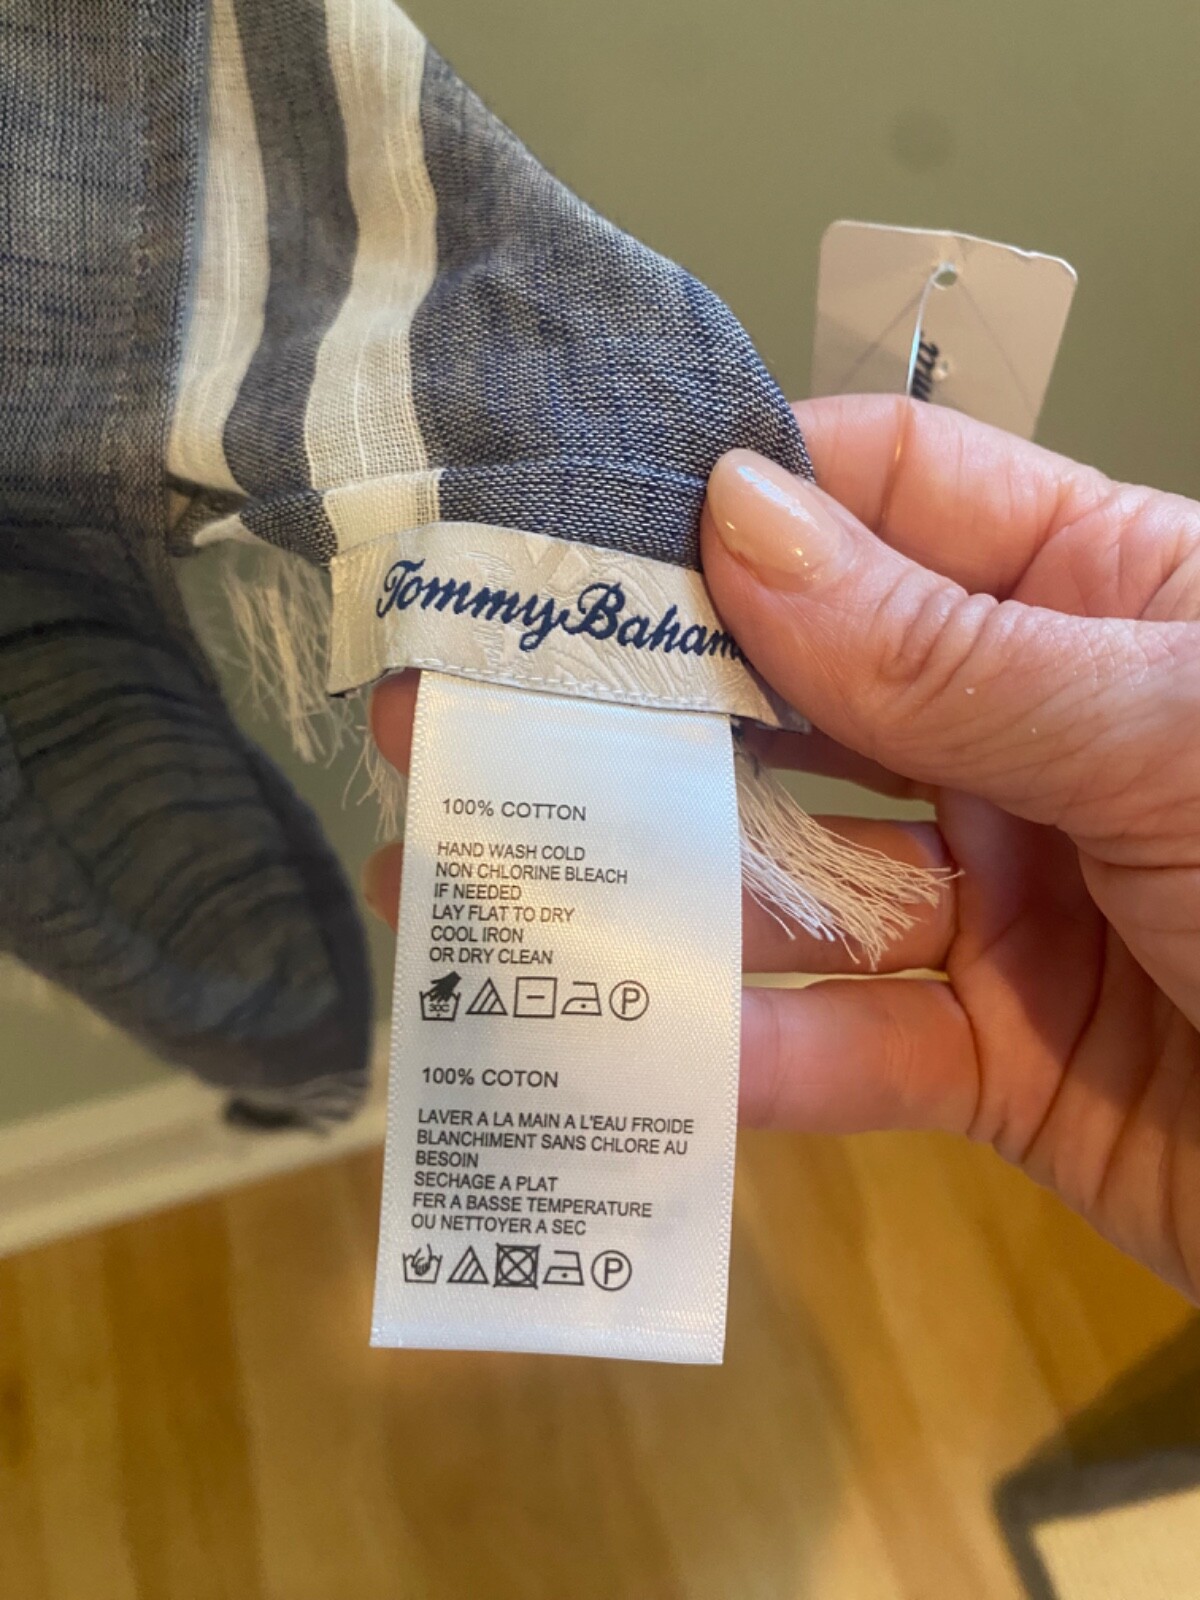 Tommy Baham
100% COTTON
HAND WASH COLD
NON CHLORINE BLEACH
IF NEEDED
LAY FLAT TO DRY
COOL IRON
OR DRY CLEAN
30C P
100% COTON
LAVER A LA MAIN A L'EAU FROIDE
BLANCHIMENT SANS CHLORE AU
BESOIN
SECHAGE A PLAT
FER A BASSE TEMPERATURE
OU NETTOYER A SEC
P